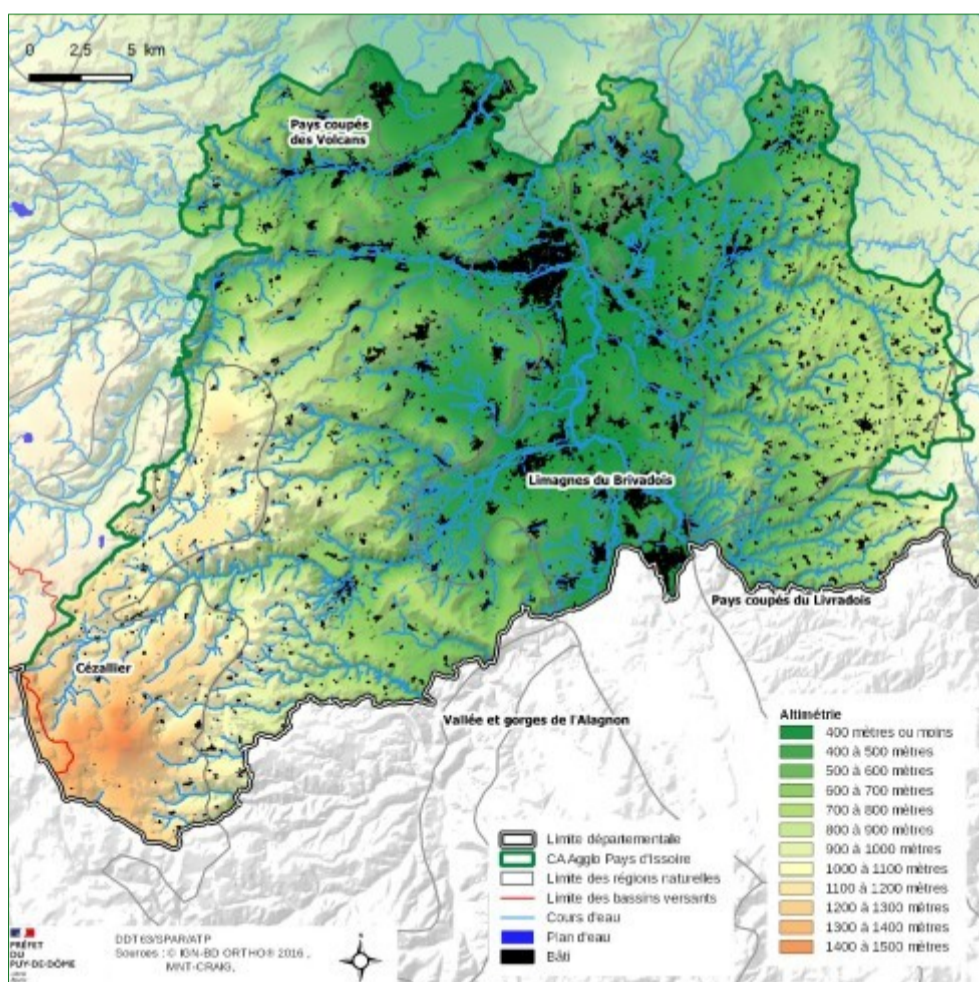 0 2,5 5 km
Pays coupés
des Volcans
Limagnes du Brivadois
Pays coupés du Livradois
Cézallier
Vallée et gorges de l'Alagnon
Altimétrie
400 mètres ou moins
400 à 500 mètres
500 à 600 mètres
600 à 700 mètres
700 à 800 mètres
800 à 900 mètres
900 à 1000 mètres
1000 à 1100 mètres
1100 à 1200 mètres
1200 à 1300 mètres
1300 à 1400 mètres
1400 à 1500 mètres
Limite départementale
CA Agglo Pays d'Issoire
Limite des régions naturelles
Limite des bassins versants
Cours d'eau
Plan d'eau
Bâti
PRÉFET
DU
PUY-DE-DÔME
DDT63/SPAR/ATP
Sources : © IGN-BD ORTHO® 2016 ,
MNT-CRAIG,